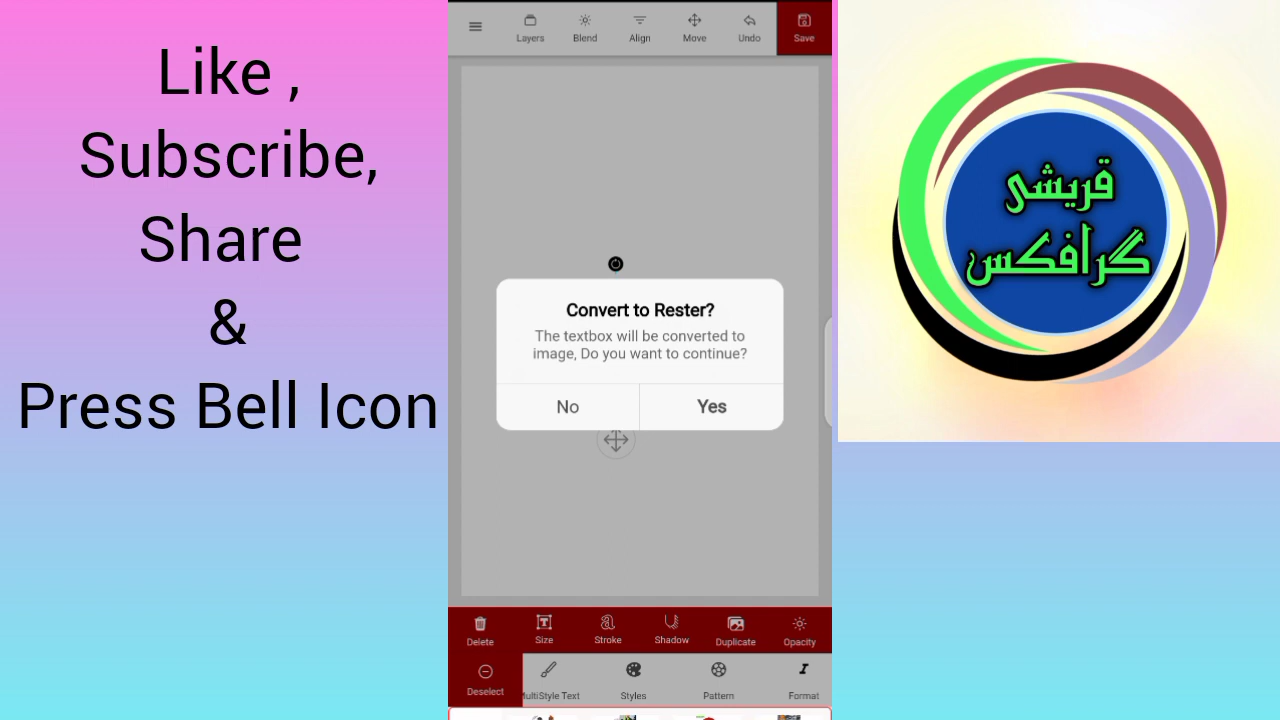 Like ,
Subscribe,
Share
&
Press Bell Icon
Layers Blend Align Move Undo Save
Convert to Rester?
The textbox will be converted to
image, Do you want to continue?
No Yes
Delete Size Stroke Shadow Duplicate Opacity
Deselect MultiStyle Text Styles Pattern Format
قریشی
گرافکس